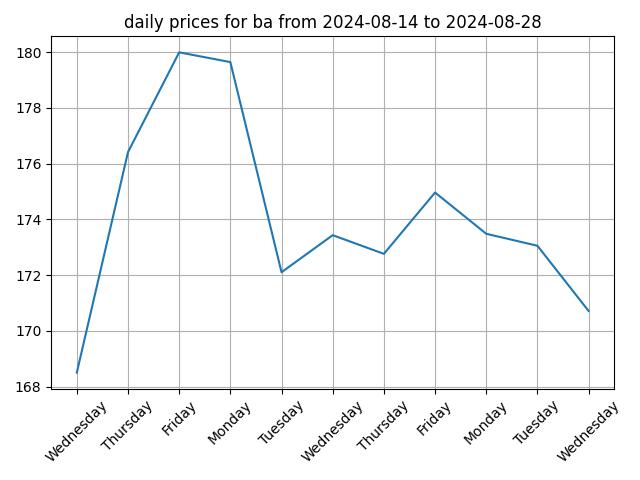 daily prices for ba from 2024-08-14 to 2024-08-28
180
178
176
174
172
170
168
Wednesday
Thursday
Friday
Monday
Tuesday
Wednesday
Thursday
Friday
Monday
Tuesday
Wednesday